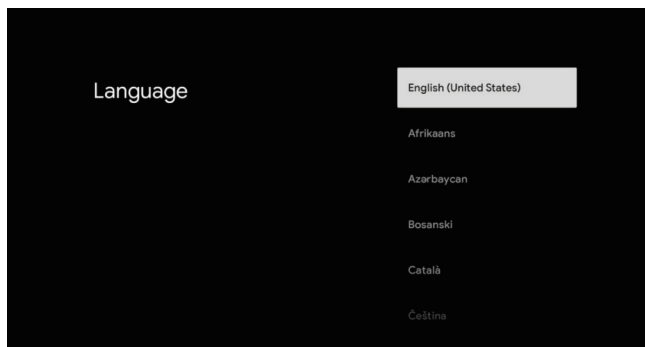 Language
English (United States)
Afrikaans
Azərbaycan
Bosanski
Català
Čeština